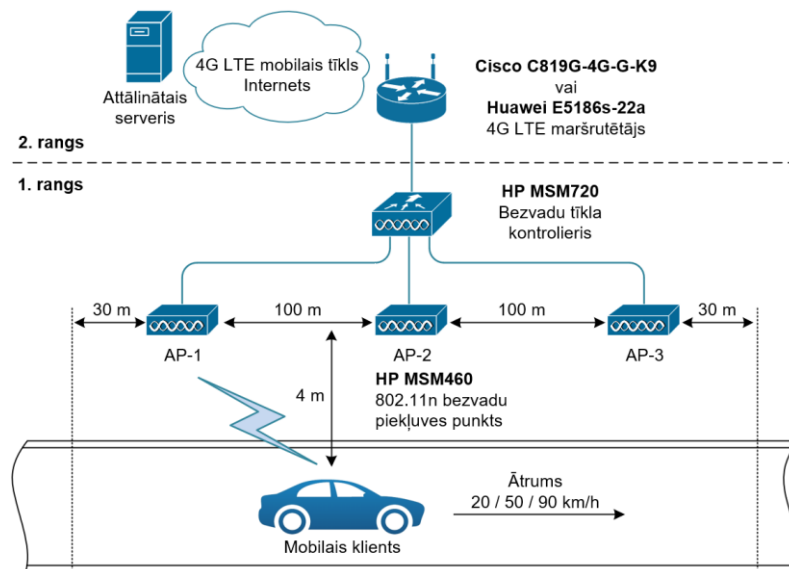 Attālinātais
serveris
4G LTE mobilais tīkls
Internets
Cisco C819G-4G-G-K9
vai
Huawei E5186s-22a
4G LTE maršrutētājs
2. rangs
1. rangs
HP MSM720
Bezvadu tīkla
kontrolieris
30 m
100 m
100 m
30 m
AP-1
AP-2
AP-3
4 m
HP MSM460
802.11n bezvadu
piekļuves punkts
Ātrums
20 / 50 / 90 km/h
Mobilais klients